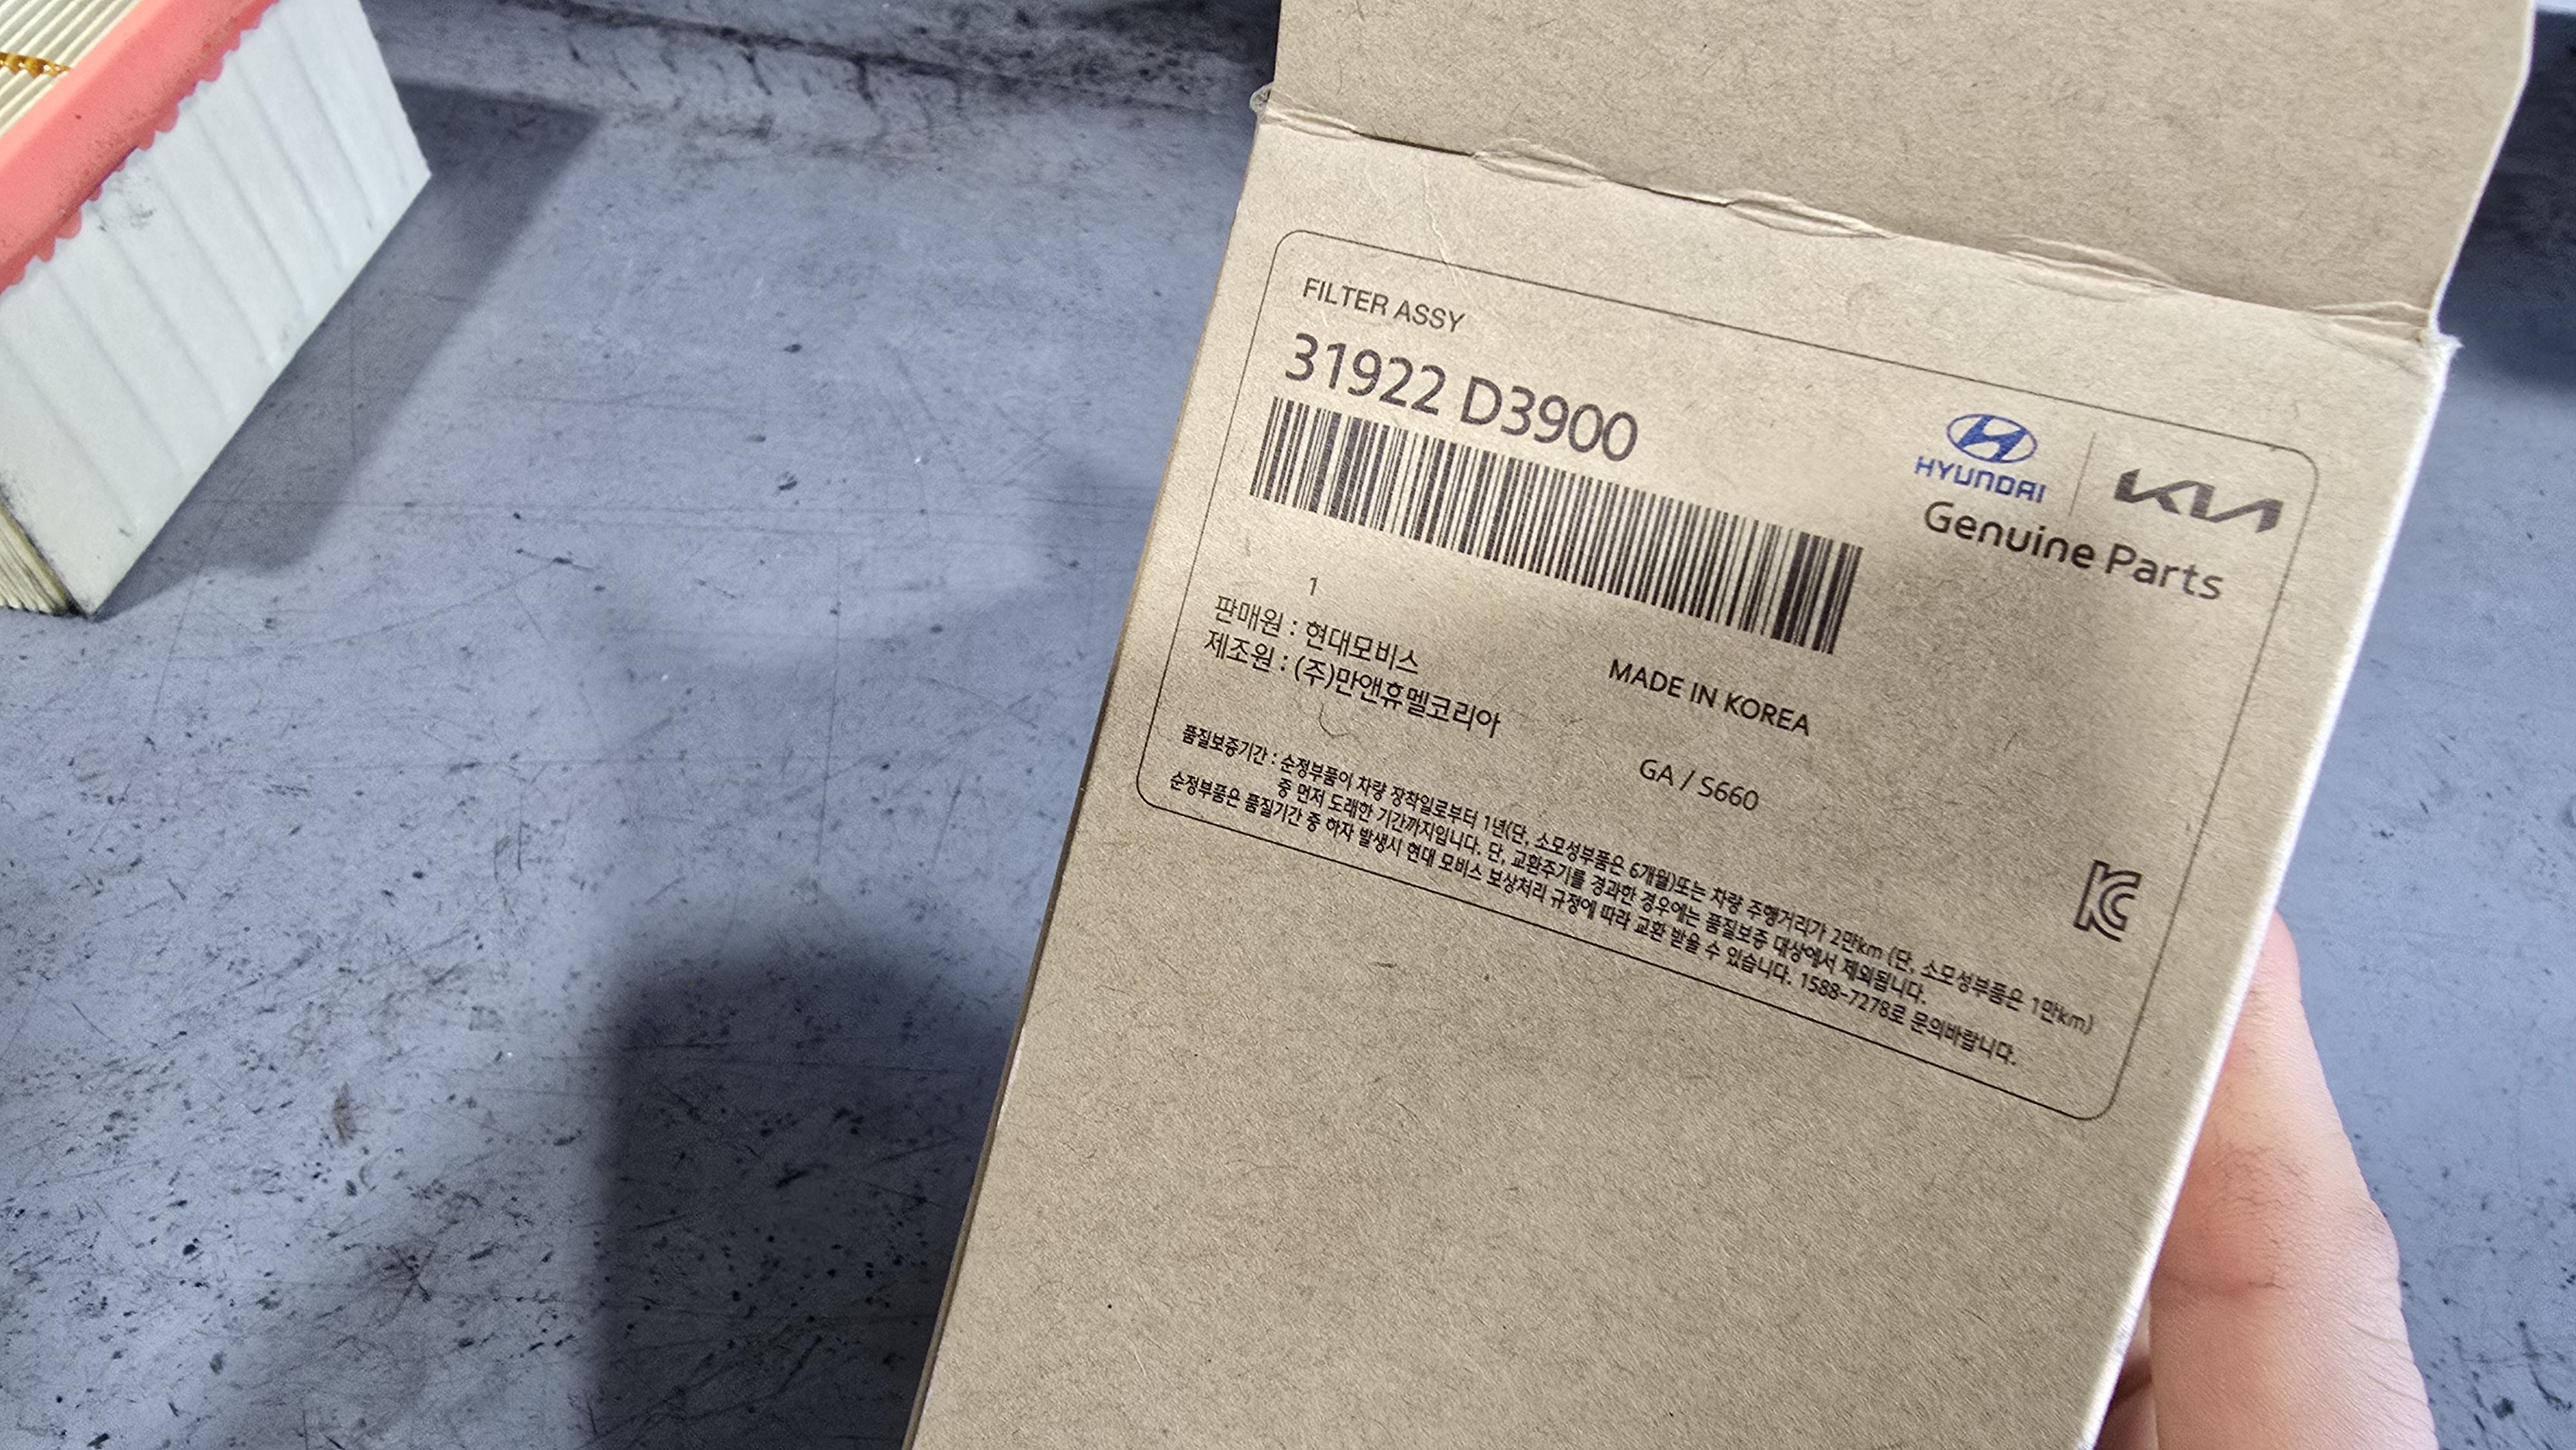 FILTER ASSY
31922 D3900
HYUNDAI
KIA
Genuine Parts
1
판매원 : 현대모비스
제조원 : (주)만앤휴멜코리아
MADE IN KOREA
GA / S660
품질보증기간 : 순정부품이 차량 장착일로부터 1년(단, 소모성부품은 6개월)또는 차량 주행거리가 2만km (단, 소모성부품은 1만km)
중 먼저 도래한 기간까지입니다. 단, 교환주기를 경과한 경우에는 품질보증 대상에서 제외됩니다.
순정부품은 품질기간 중 하자 발생시 현대 모비스 보상처리 규정에 따라 교환 받을 수 있습니다. 1588-7278로 문의바랍니다.
KC